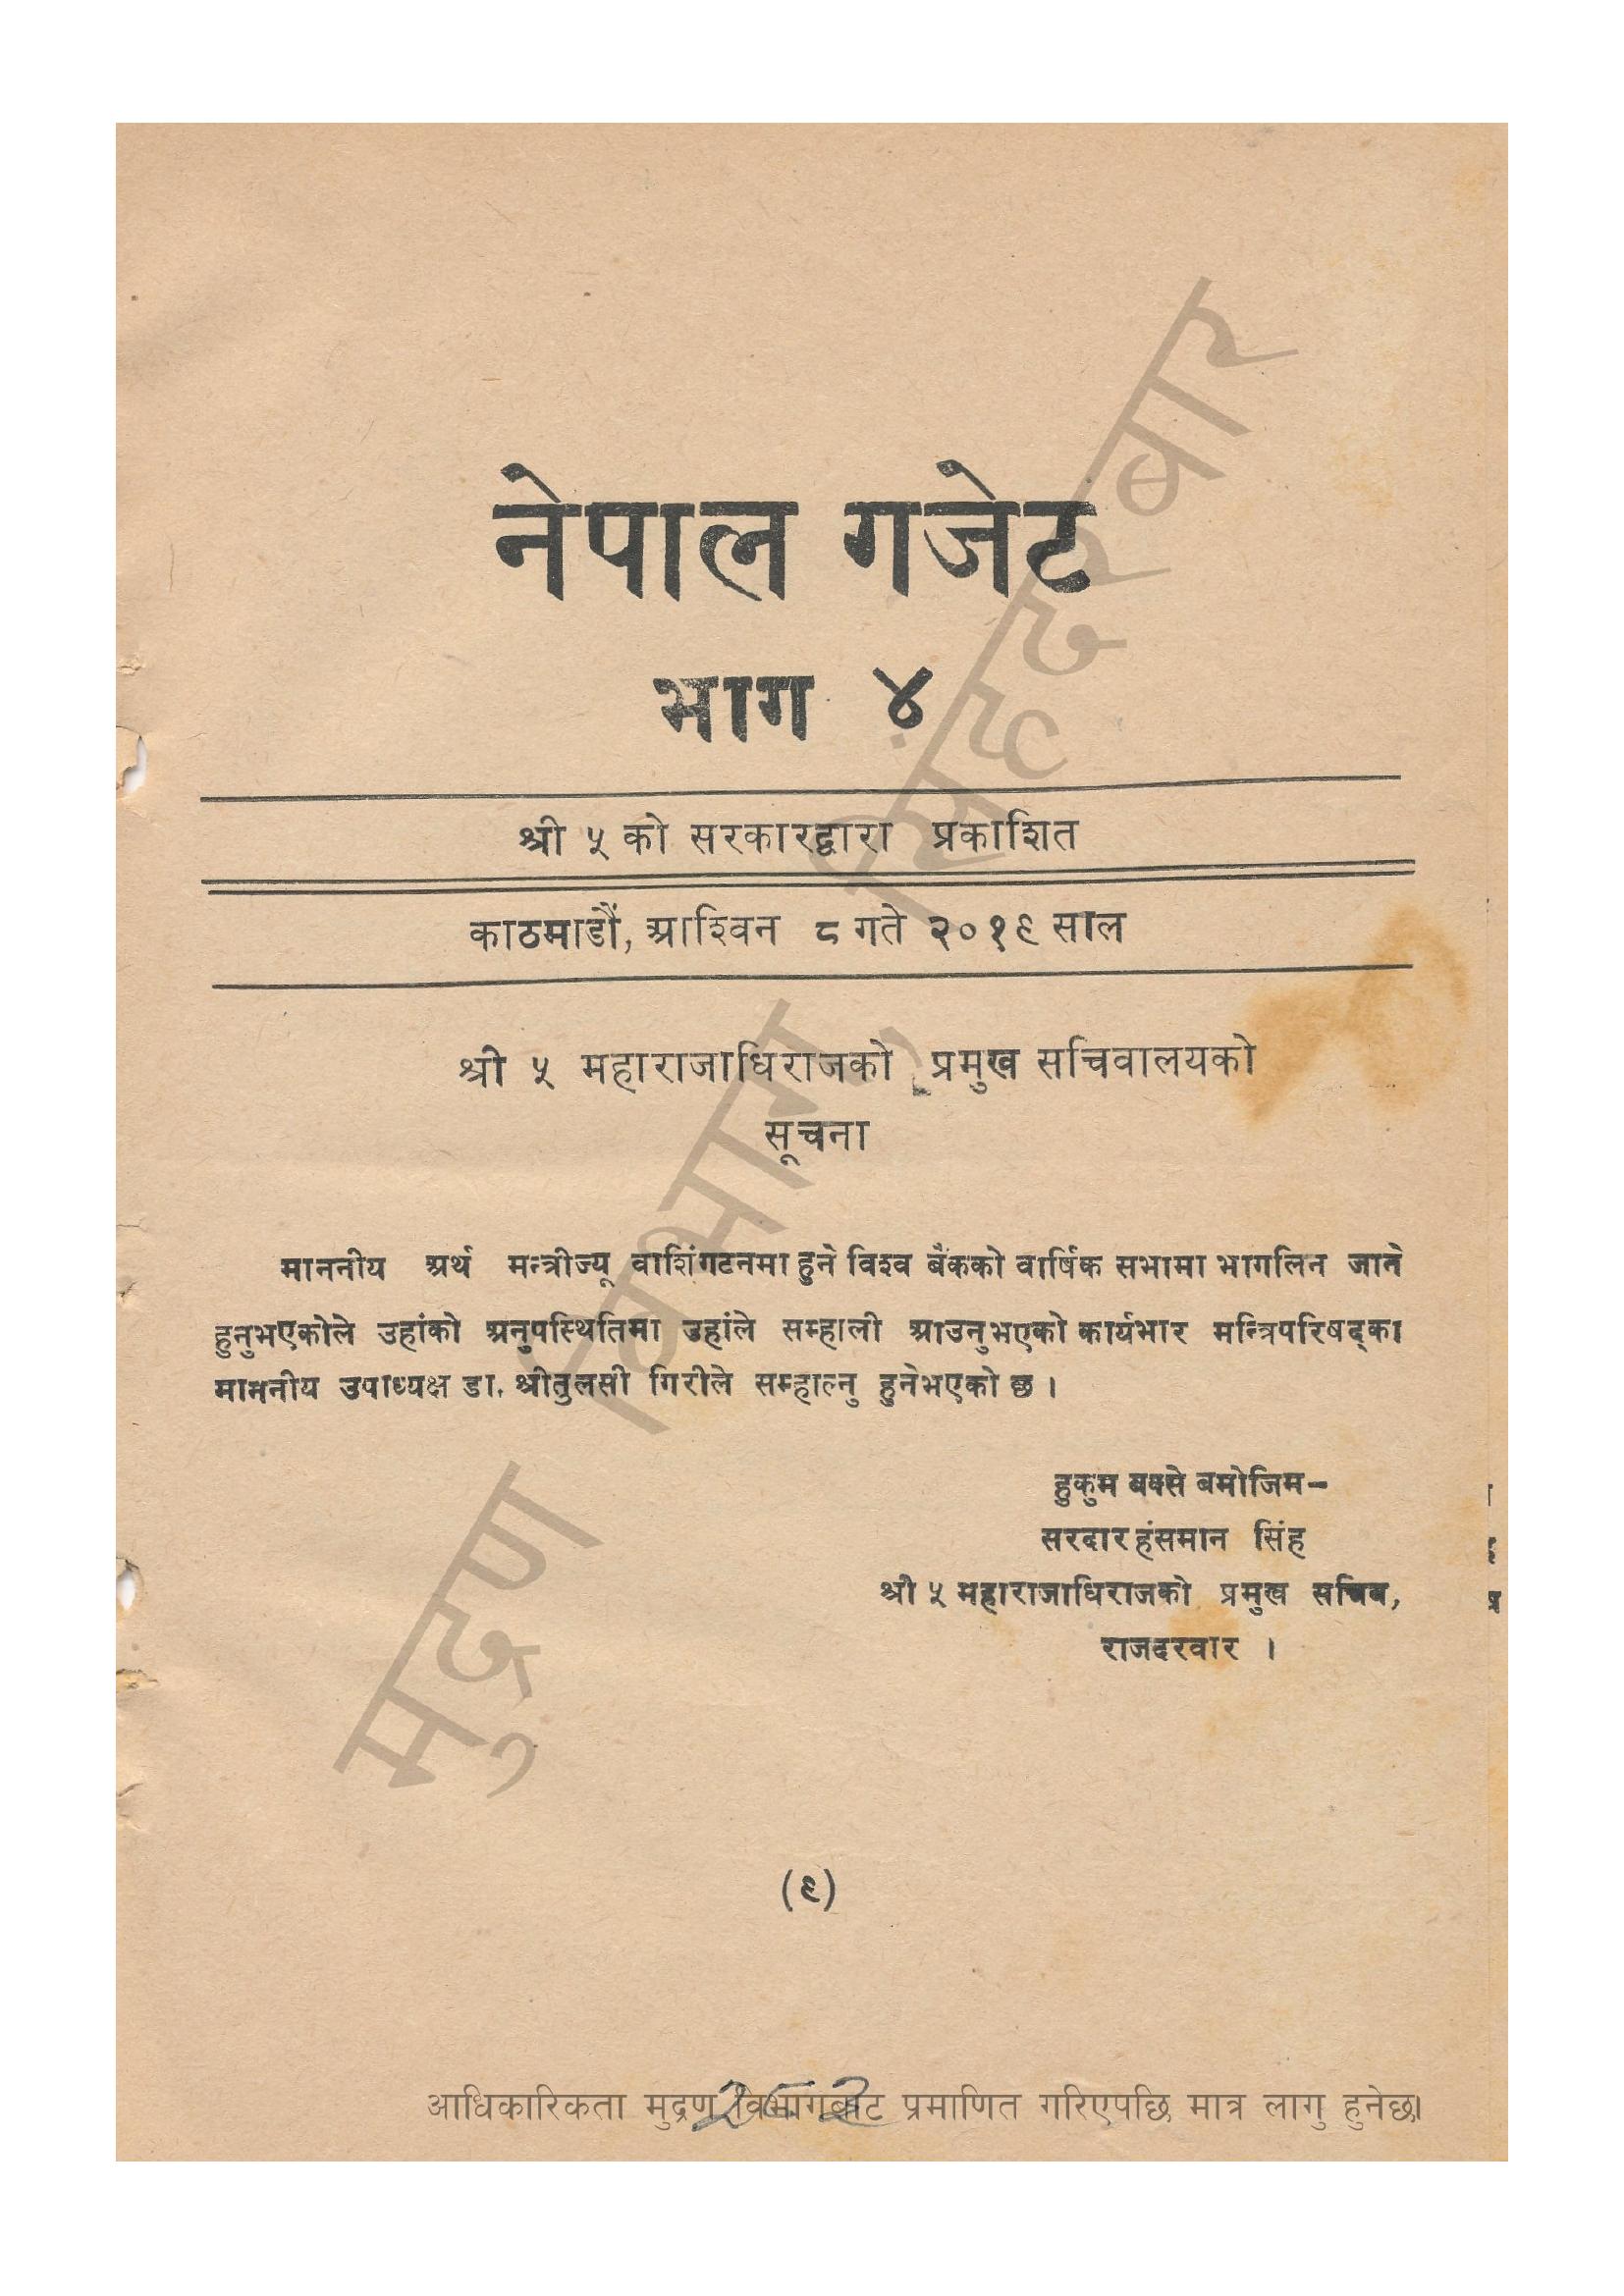 नेपाल गजेट
भाग ४
श्री ५ को सरकारद्वारा प्रकाशित
काठमाडौं, आश्विन ८ गते २०१९ साल
श्री ५ महाराजाधिराजको प्रमुख सचिवालयको
सूचना
माननीय अर्थ मन्त्रीज्यू वाशिंगटनमा हुने विश्व बैंकको वार्षिक सभामा भागलिन जाने
हुनुभएकोले उहांको अनुपस्थितिमा उहांले सम्हाली आउनुभएको कार्यभार मन्त्रिपरिषद्का
माननीय उपाध्यक्ष डा. श्रीतुलसी गिरीले सम्हाल्नु हुनेभएको छ ।
हुकुम बक्से बमोजिम–
सरदार हंसमान सिंह
श्री ५ महाराजाधिराजको प्रमुख सचिव,
राजदरवार ।
(९)
मुद्रण विभाग, सिंहदरबार
आधिकारिकता मुद्रण विभागबाट प्रमाणित गरिएपछि मात्र लागु हुनेछ।